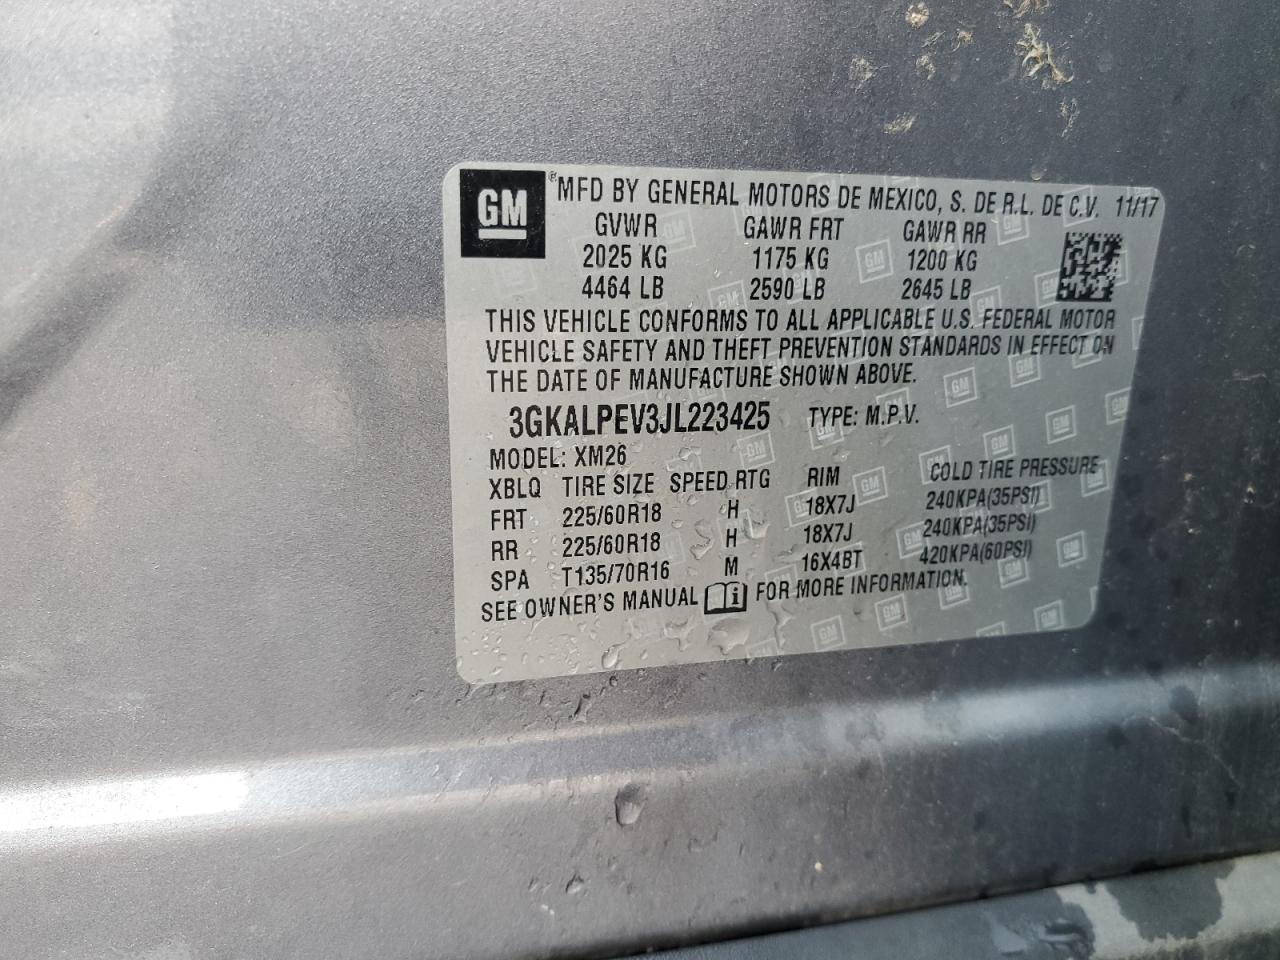 GM ® MFD BY GENERAL MOTORS DE MEXICO, S. DE R.L. DE C.V. 11/17
GVWR GAWR FRT GAWR RR
2025 KG 1175 KG 1200 KG
4464 LB 2590 LB 2645 LB
THIS VEHICLE CONFORMS TO ALL APPLICABLE U.S. FEDERAL MOTOR
VEHICLE SAFETY AND THEFT PREVENTION STANDARDS IN EFFECT ON
THE DATE OF MANUFACTURE SHOWN ABOVE.
3GKALPEV3JL223425 TYPE: M.P.V.
MODEL: XM26
XBLQ TIRE SIZE SPEED RTG RIM COLD TIRE PRESSURE
FRT 225/60R18 H 18X7J 240KPA(35PSI)
RR 225/60R18 H 18X7J 240KPA(35PSI)
SPA T135/70R16 M 16X4BT 420KPA(60PSI)
SEE OWNER'S MANUAL FOR MORE INFORMATION.